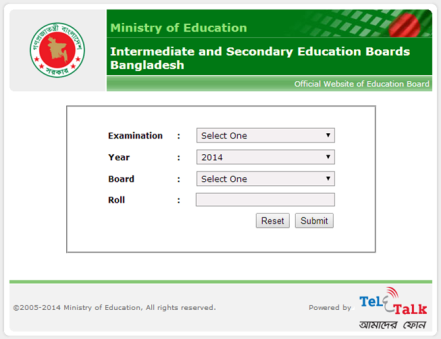 গণপ্রজাতন্ত্রী বাংলাদেশ
সরকার
Ministry of Education
Intermediate and Secondary Education Boards
Bangladesh
Official Website of Education Board
Examination : Select One
Year : 2014
Board : Select One
Roll :
Reset Submit
©2005-2014 Ministry of Education, All rights reserved.
Powered by
TeleTalk
আমাদের ফোন